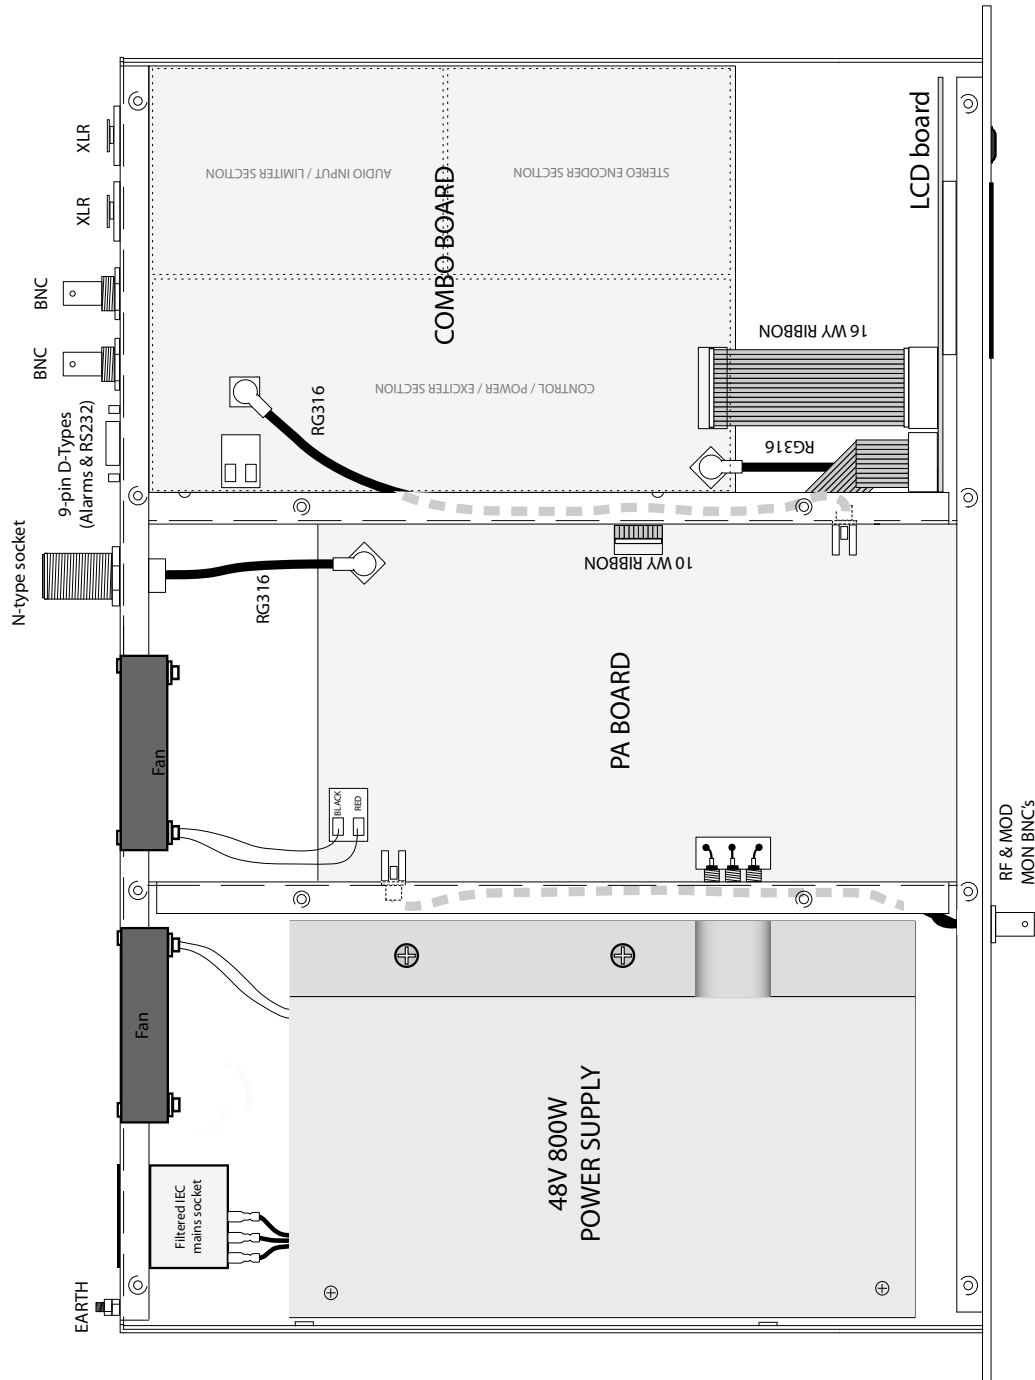 XLR
XLR
BNC
BNC
9-pin D-Types
(Alarms & RS232)
N-type socket
AUDIO INPUT / LIMITER SECTION
STEREO ENCODER SECTION
COMBO BOARD
CONTROL / POWER / EXCITER SECTION
LCD board
16 WY RIBBON
RG316
RG316
RG316
10 WY RIBBON
PA BOARD
BLACK
RED
Fan
Fan
RF & MOD
MON BNC's
48V 800W
POWER SUPPLY
Filtered IEC
mains socket
EARTH